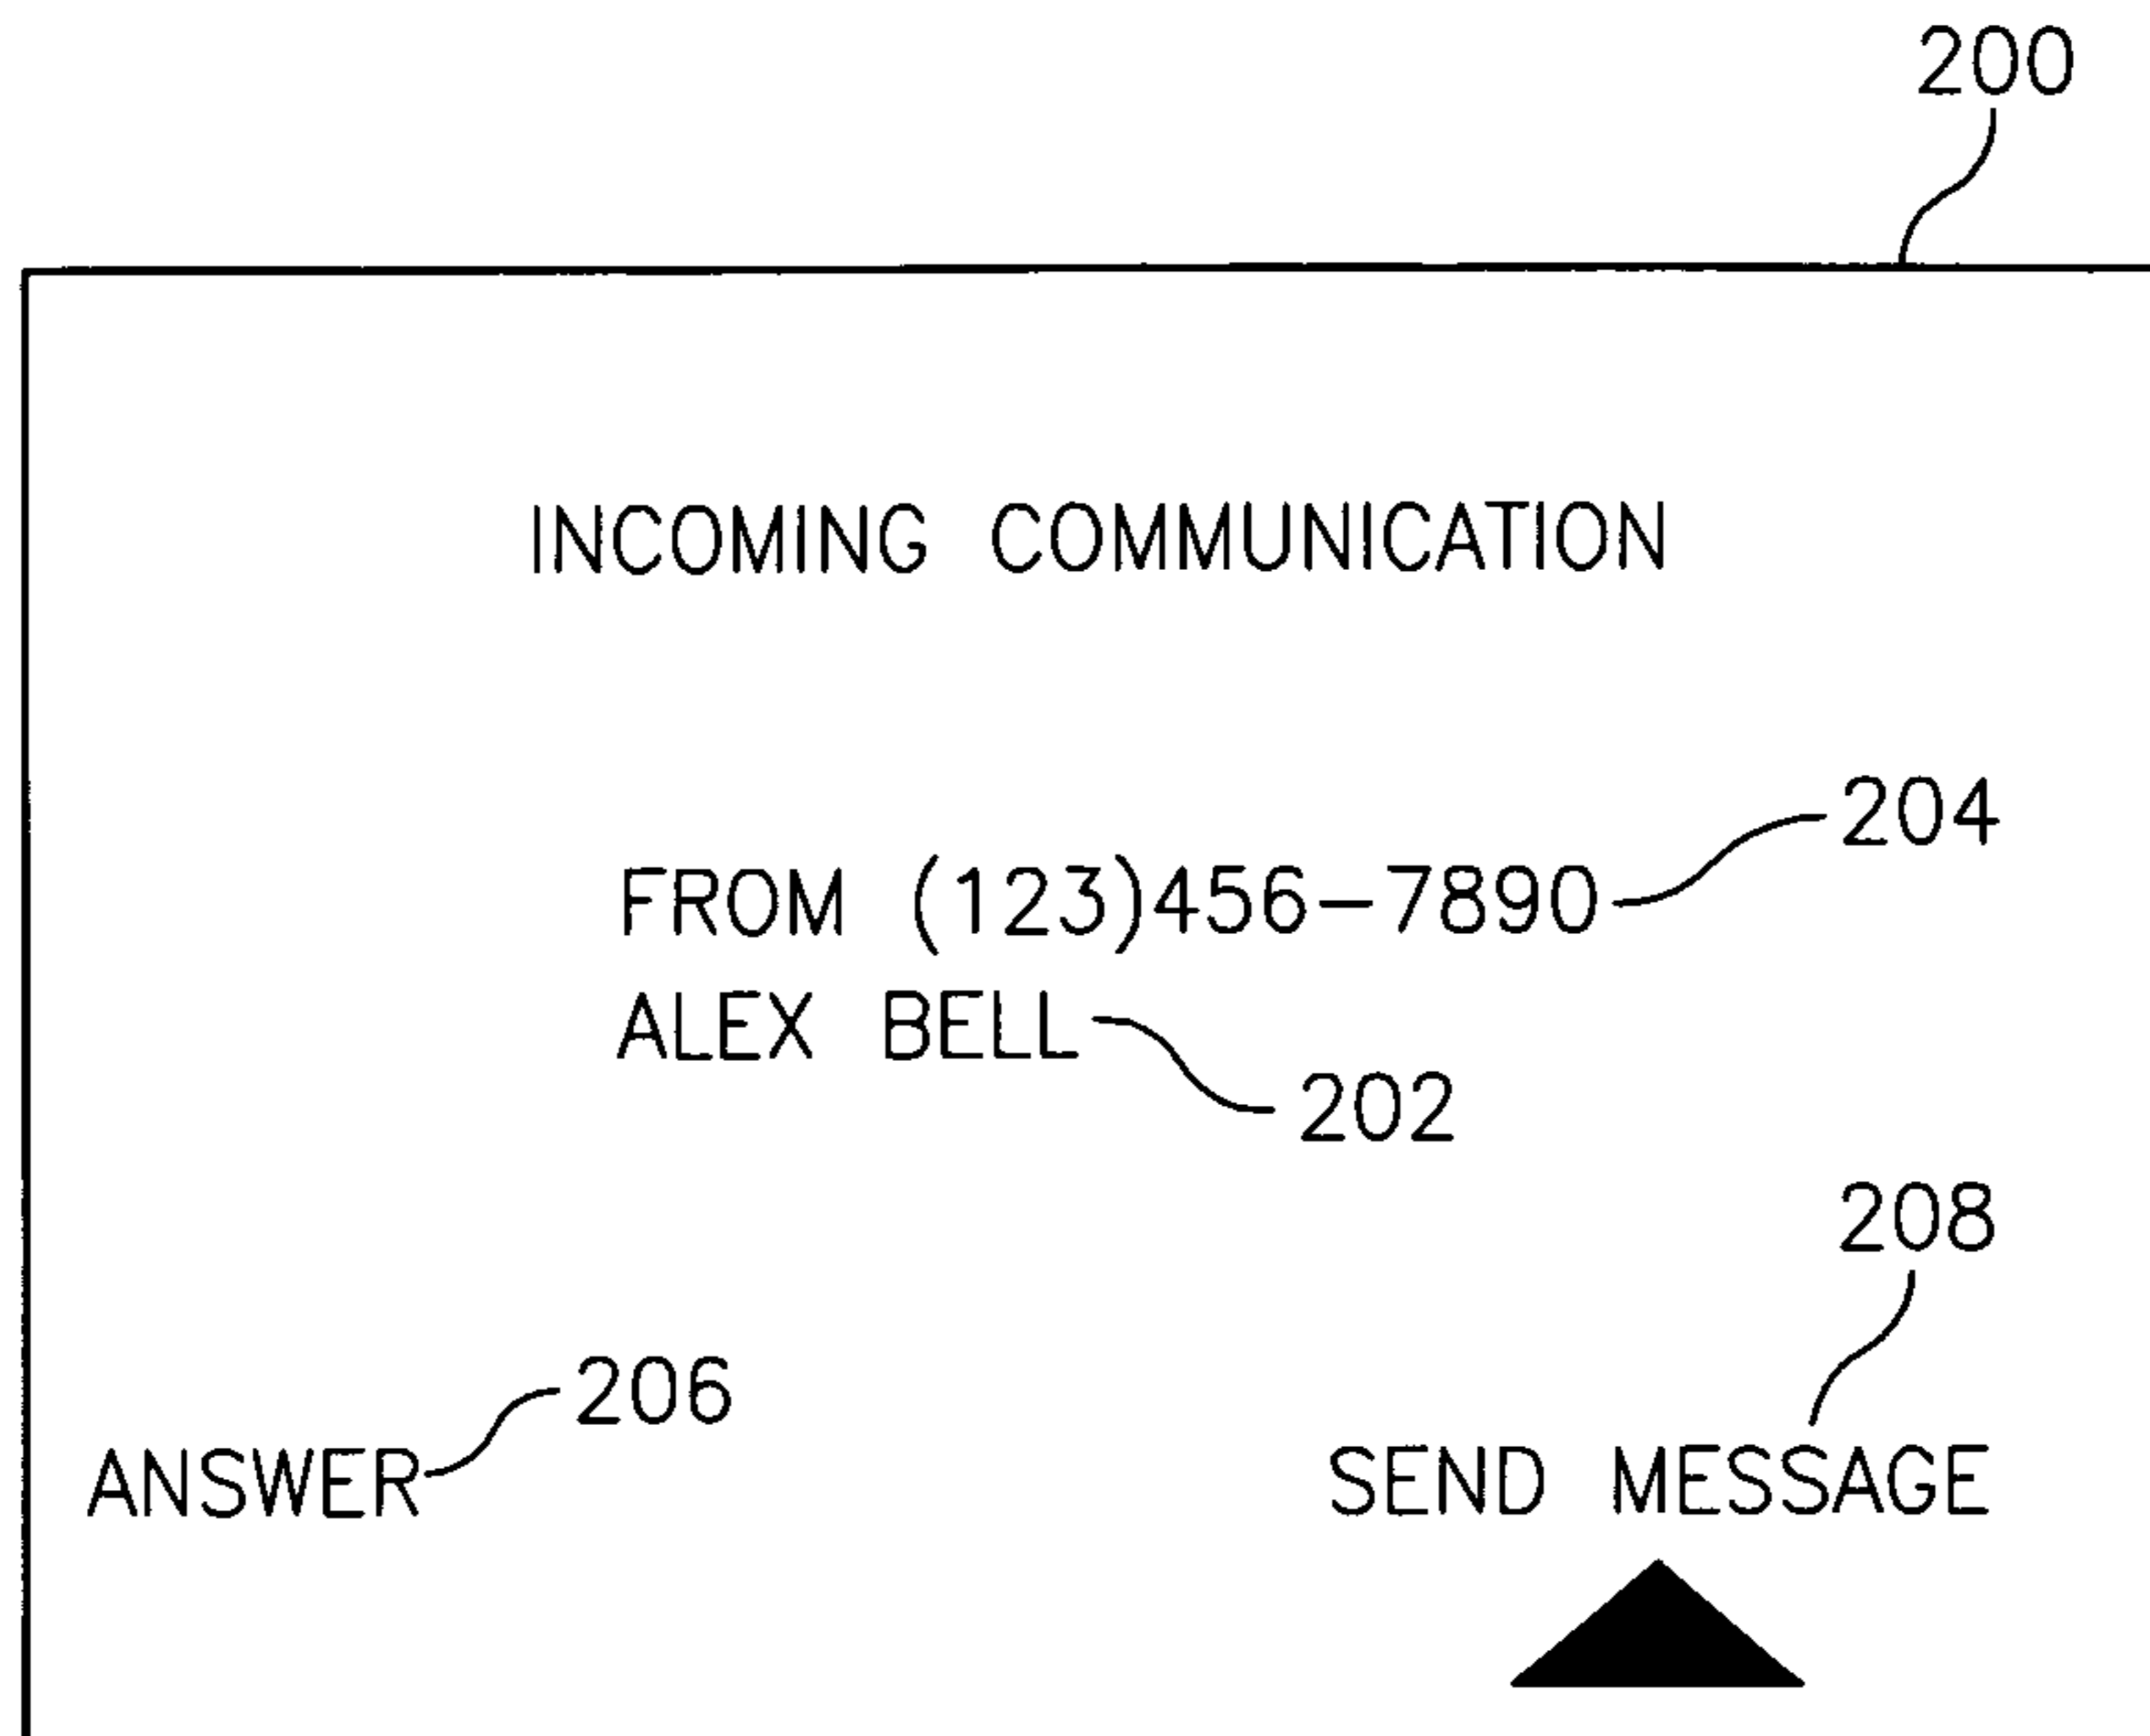 200
INCOMING COMMUNICATION
204
FROM (123)456-7890
ALEX BELL
202
208
206
ANSWER
SEND MESSAGE